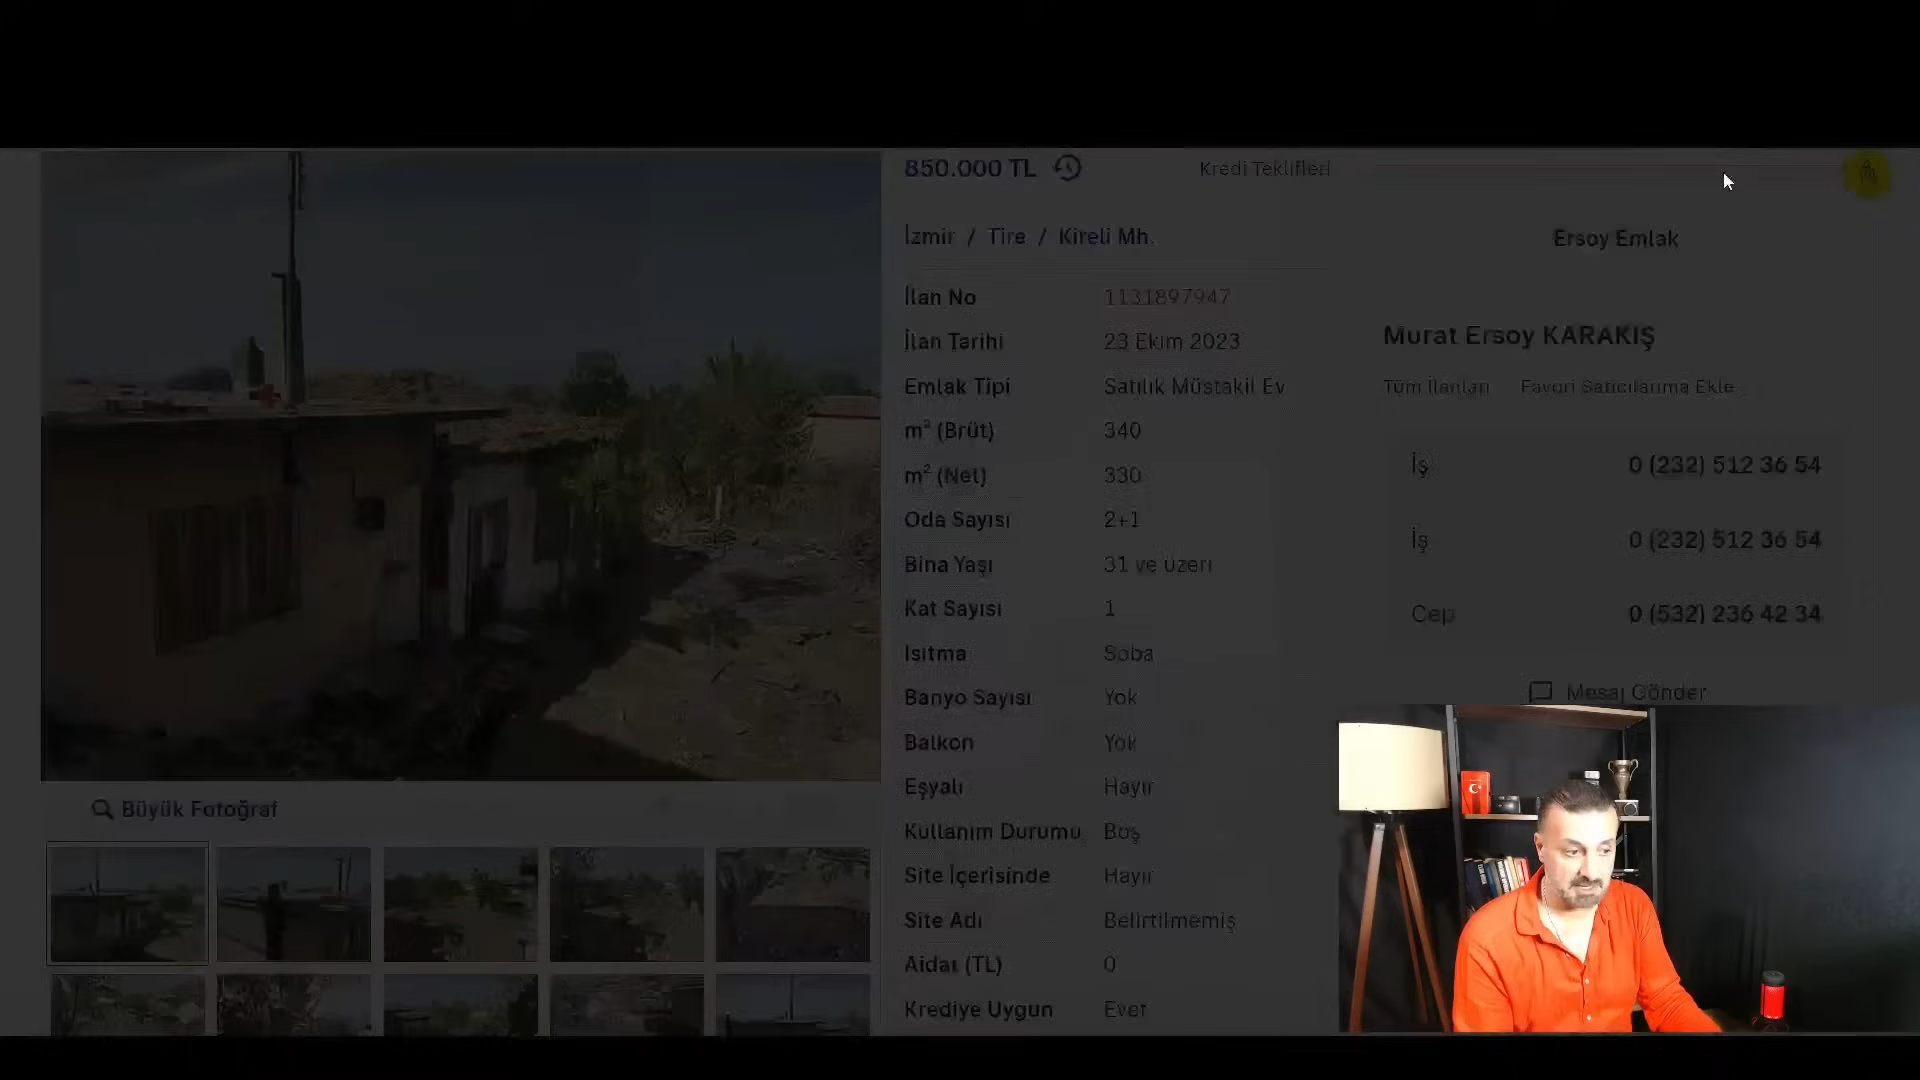 850.000 TL
Kredi Teklifleri
İzmir / Tire / Kireli Mh.
İlan No 1131897947
İlan Tarihi 23 Ekim 2023
Emlak Tipi Satılık Müstakil Ev
m² (Brüt) 340
m² (Net) 330
Oda Sayısı 2+1
Bina Yaşı 31 ve üzeri
Kat Sayısı 1
Isıtma Soba
Banyo Sayısı Yok
Balkon Yok
Eşyalı Hayır
Kullanım Durumu Boş
Site İçerisinde Hayır
Site Adı Belirtilmemiş
Aidat (TL) 0
Krediye Uygun Evet
Ersoy Emlak
Murat Ersoy KARAKIŞ
Tüm İlanları Favori Satıcılarıma Ekle
İş 0 (232) 512 36 54
İş 0 (232) 512 36 54
Cep 0 (532) 236 42 34
Mesaj Gönder
Büyük Fotoğraf